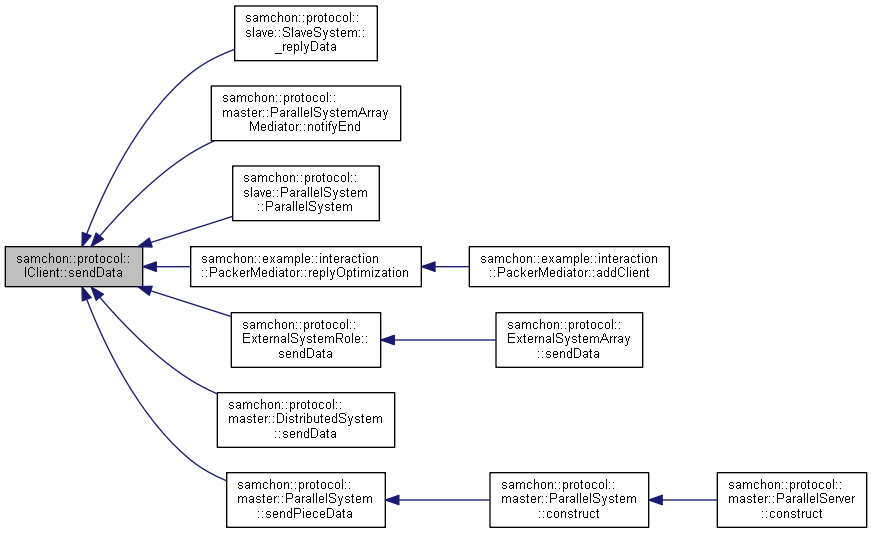 samchon::protocol::
slave::SlaveSystem::
_replyData
samchon::protocol::
master::ParallelSystemArray
Mediator::notifyEnd
samchon::protocol::
slave::ParallelSystem
::ParallelSystem
samchon::protocol::
IClient::sendData
samchon::example::interaction
::PackerMediator::replyOptimization
samchon::example::interaction
::PackerMediator::addClient
samchon::protocol::
ExternalSystemRole::
sendData
samchon::protocol::
ExternalSystemArray
::sendData
samchon::protocol::
master::DistributedSystem
::sendData
samchon::protocol::
master::ParallelSystem
::sendPieceData
samchon::protocol::
master::ParallelSystem
::construct
samchon::protocol::
master::ParallelServer
::construct